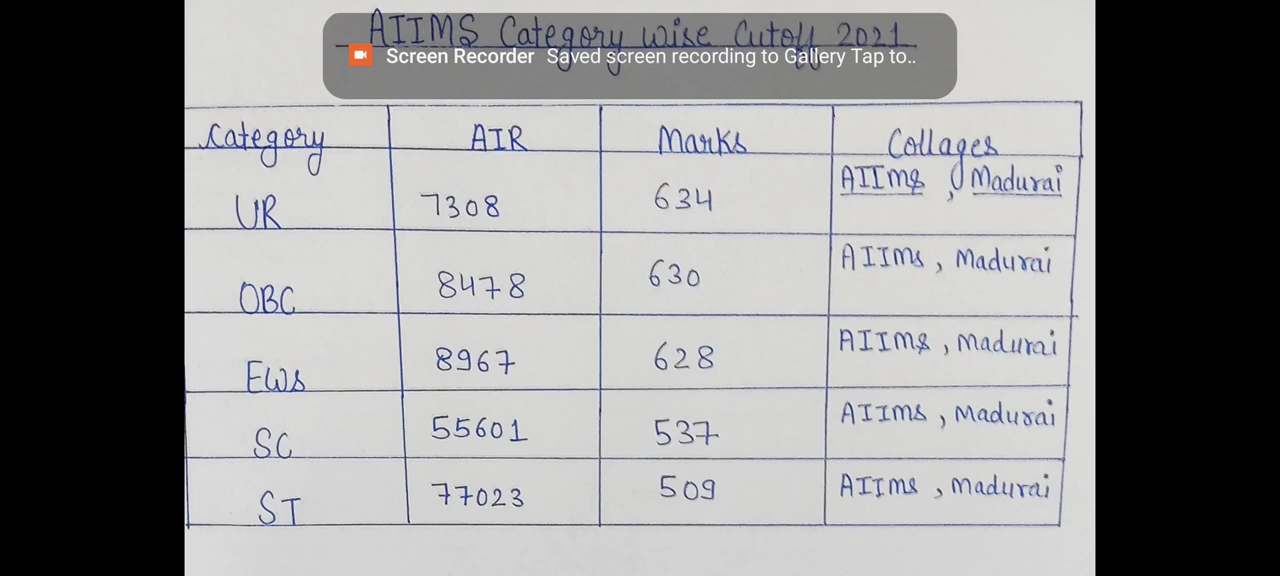 AIIMS Category wise Cutoff 2021
Screen Recorder Saved screen recording to Gallery Tap to..
Category AIR Marks Collages
UR 7308 634 AIIMS, Madurai
OBC 8478 630 AIIMS, Madurai
EWS 8967 628 AIIMS, Madurai
SC 55601 537 AIIMS, Madurai
ST 77023 509 AIIMS, Madurai